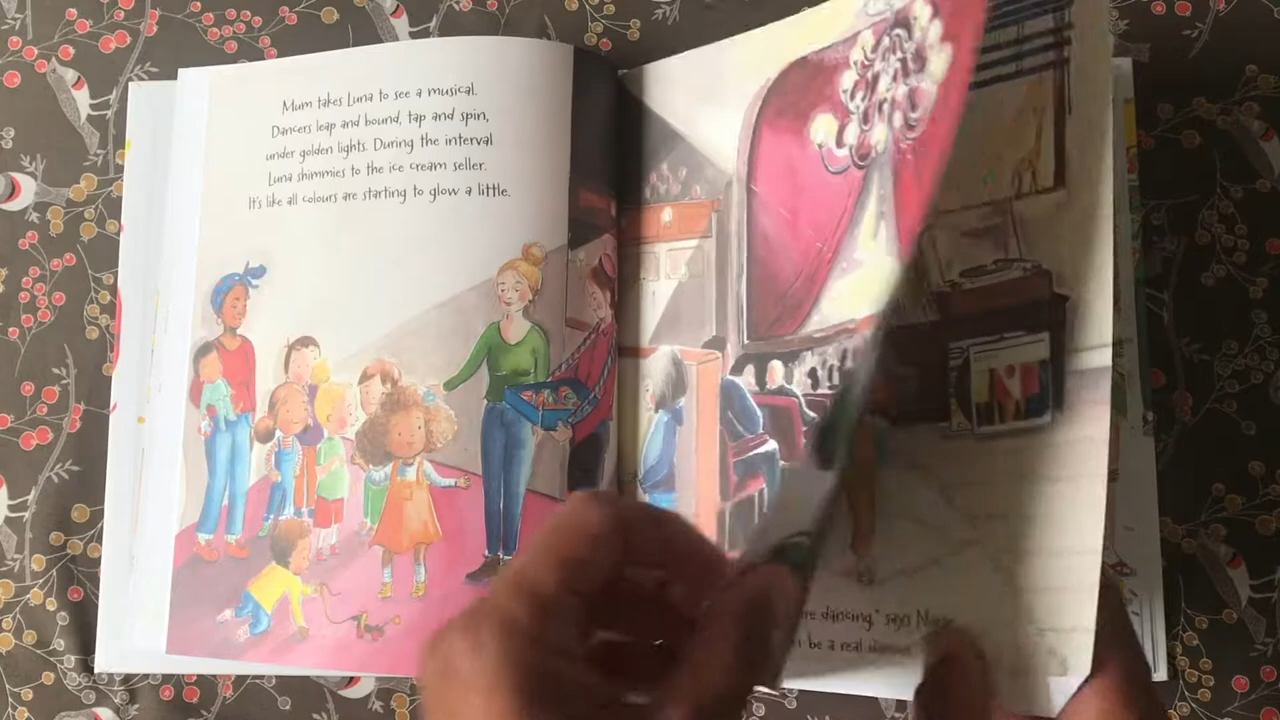 Mum takes Luna to see a musical.
Dancers leap and bound, tap and spin,
under golden lights. During the interval
Luna shimmies to the ice cream seller.
It's like all colours are starting to glow a little.
dancing," says
be a real